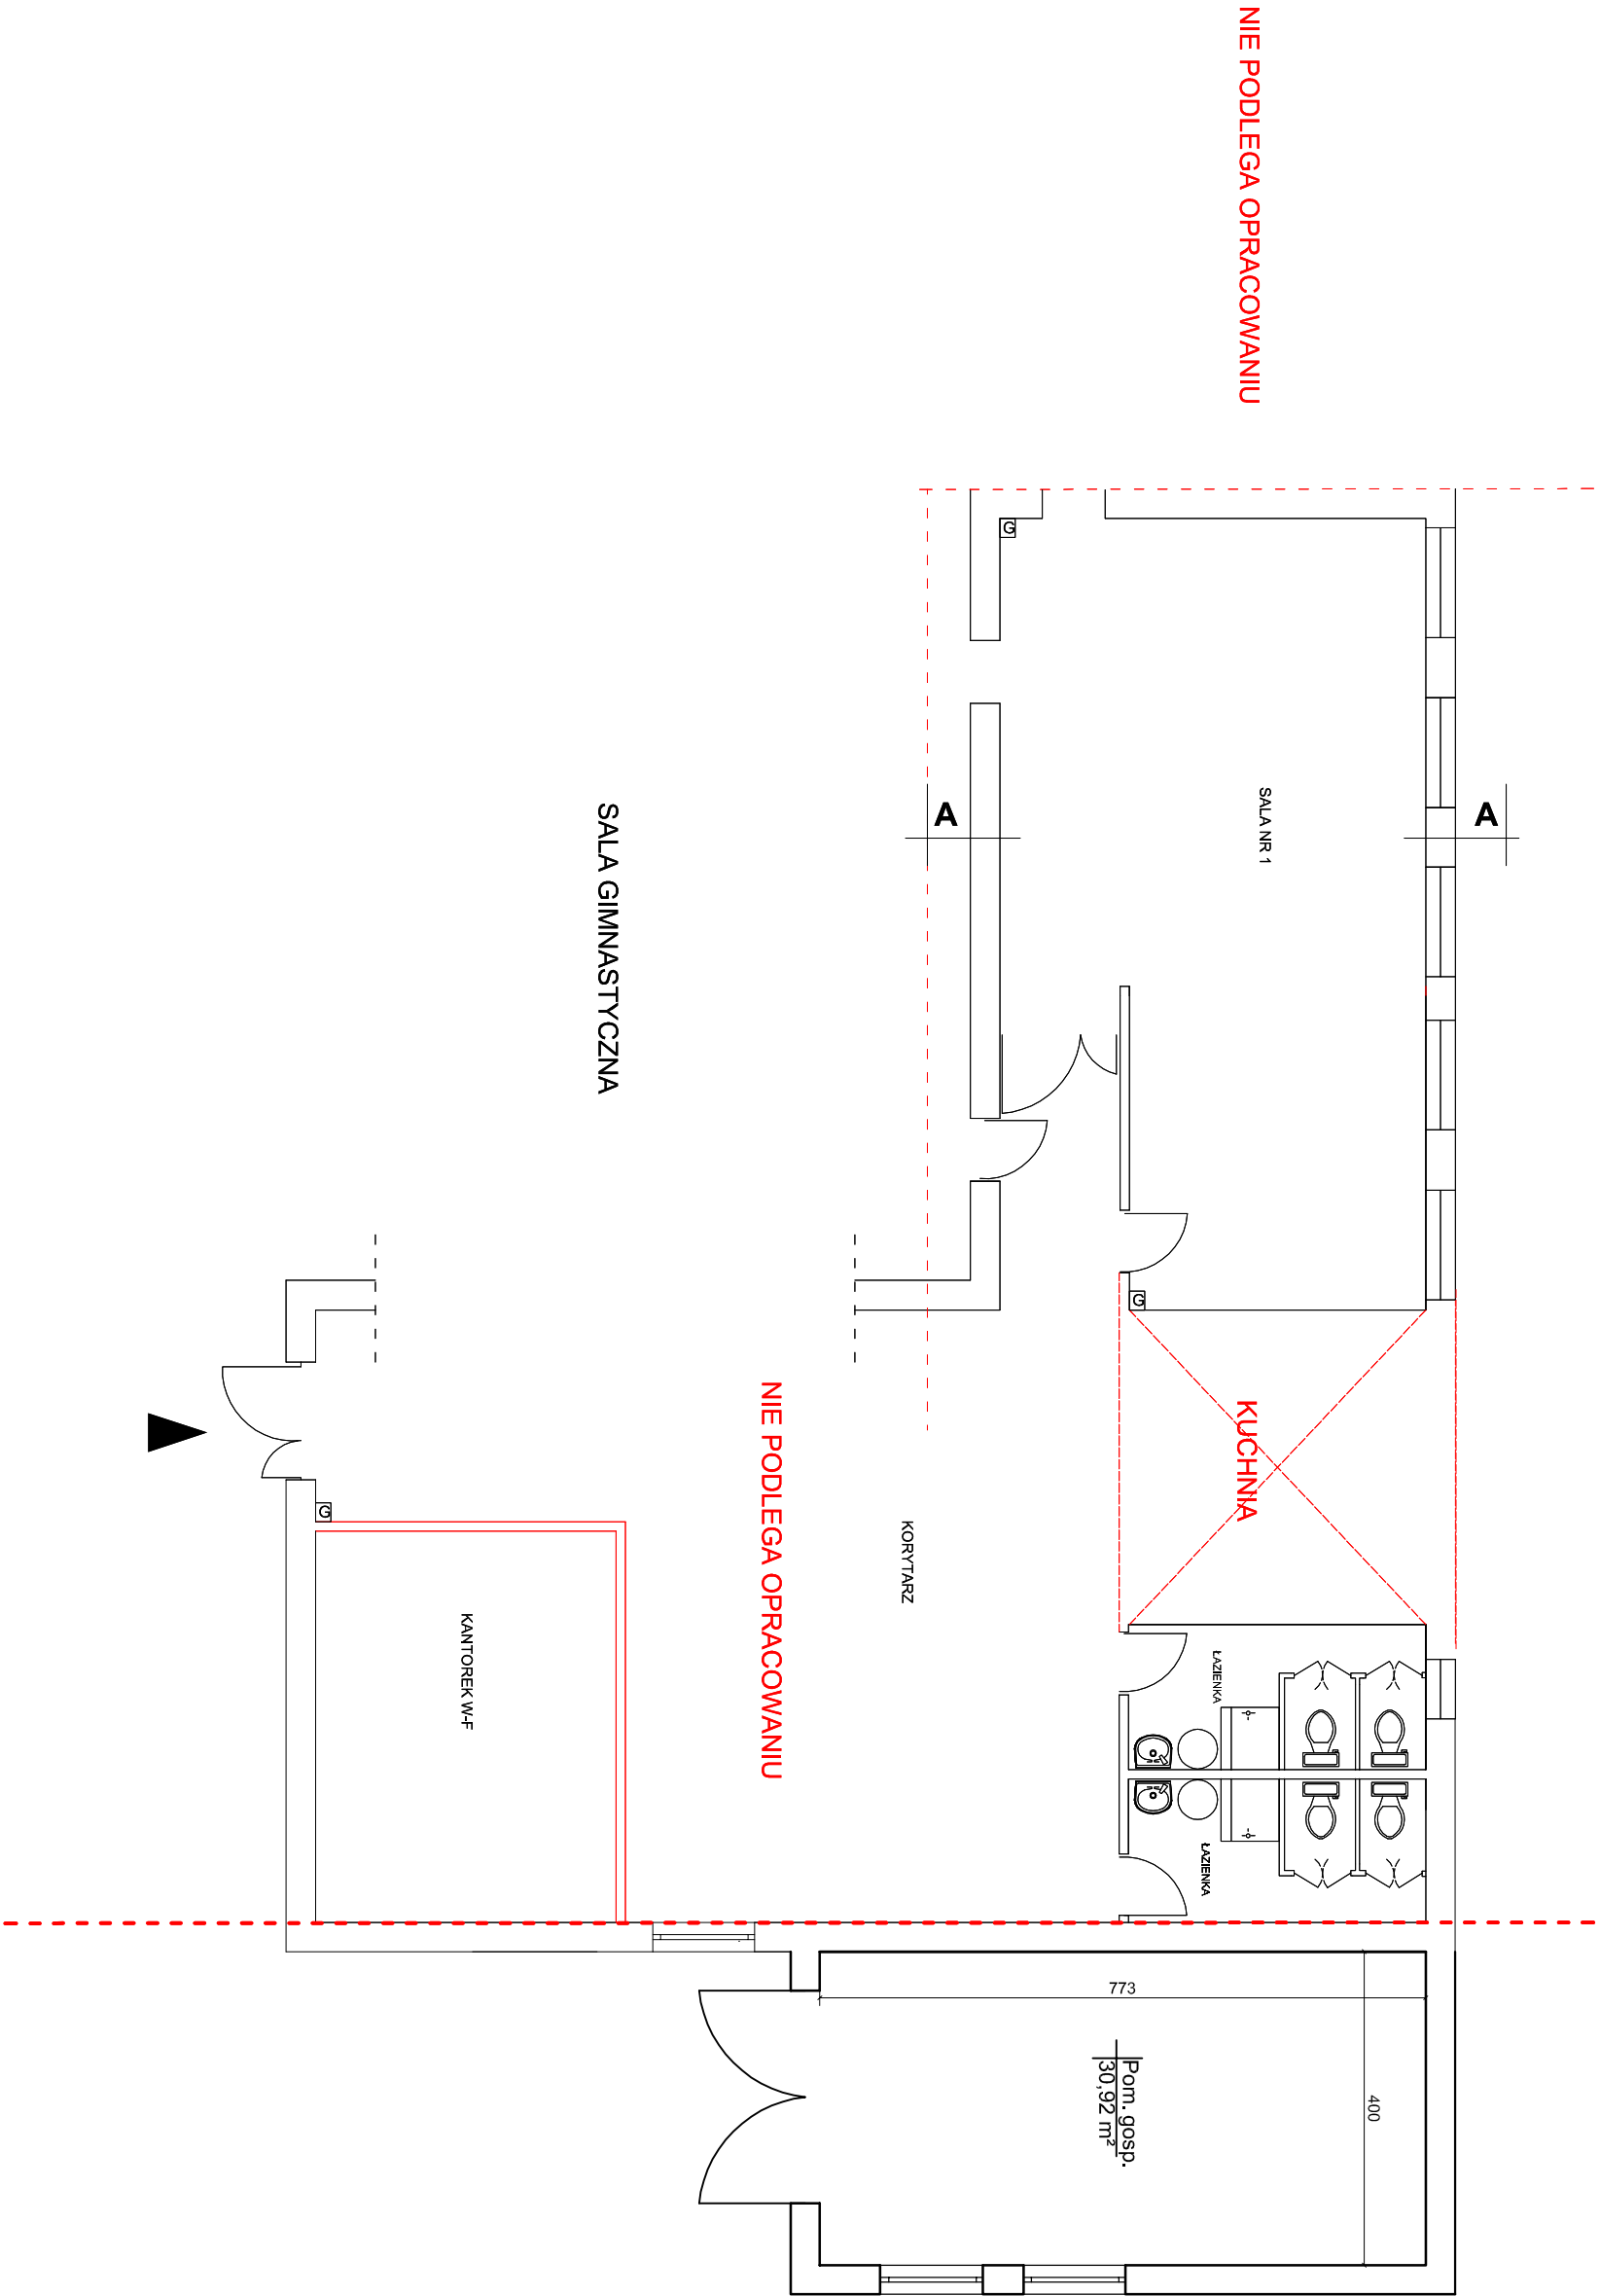 NIE PODLEGA OPRACOWANIU
G
A
A
SALA NR 1
SALA GIMNASTYCZNA
G
KUCHNIA
NIE PODLEGA OPRACOWANIU
G
KORYTARZ
KANTOREK W-F
ŁAZIENKA
ŁAZIENKA
773
400
Pom. gosp.
30,92 m²